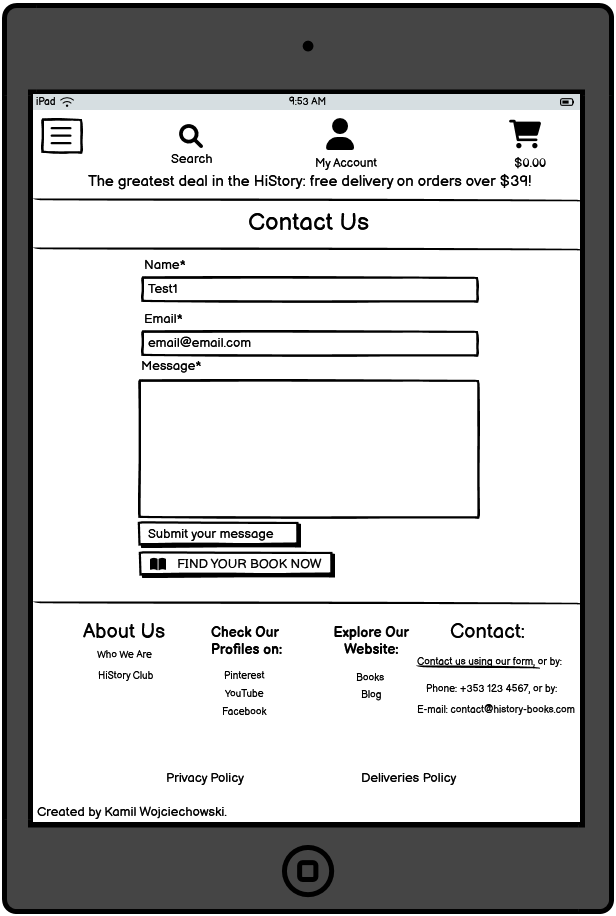 iPad 9:53 AM
Search
My Account
$0.00
The greatest deal in the HiStory: free delivery on orders over $39!
Contact Us
Name*
Test1
Email*
email@email.com
Message*
Submit your message
FIND YOUR BOOK NOW
About Us
Who We Are
HiStory Club
Check Our
Profiles on:
Pinterest
YouTube
Facebook
Explore Our
Website:
Books
Blog
Contact:
Contact us using our form, or by:
Phone: +353 123 4567, or by:
E-mail: contact@history-books.com
Privacy Policy
Deliveries Policy
Created by Kamil Wojciechowski.